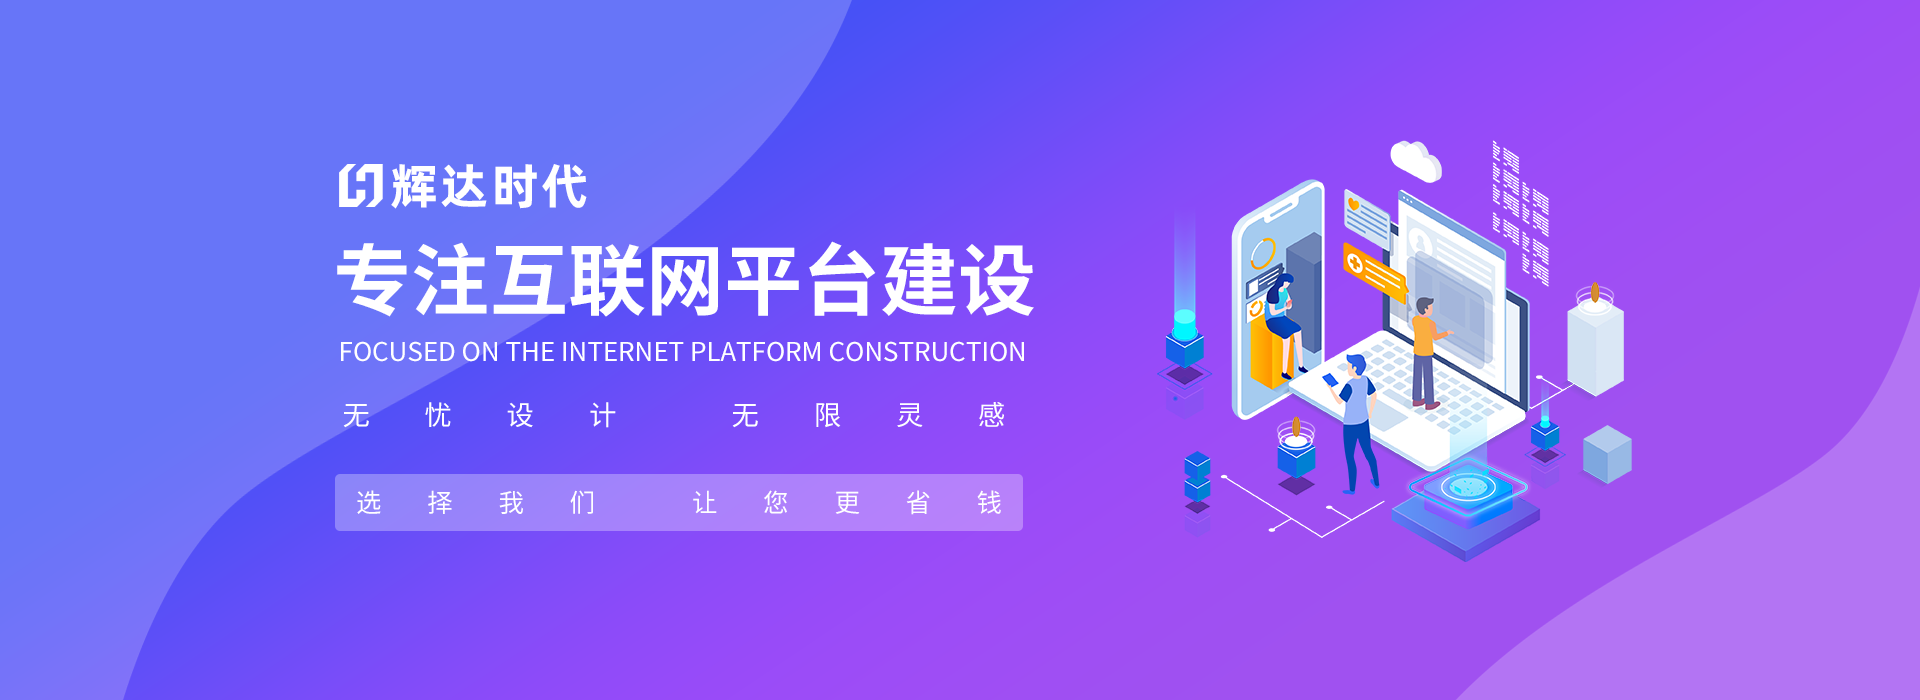 辉达时代
专注互联网平台建设
FOCUSED ON THE INTERNET PLATFORM CONSTRUCTION
无忧设计 无限灵感
选择我们 让您更省钱